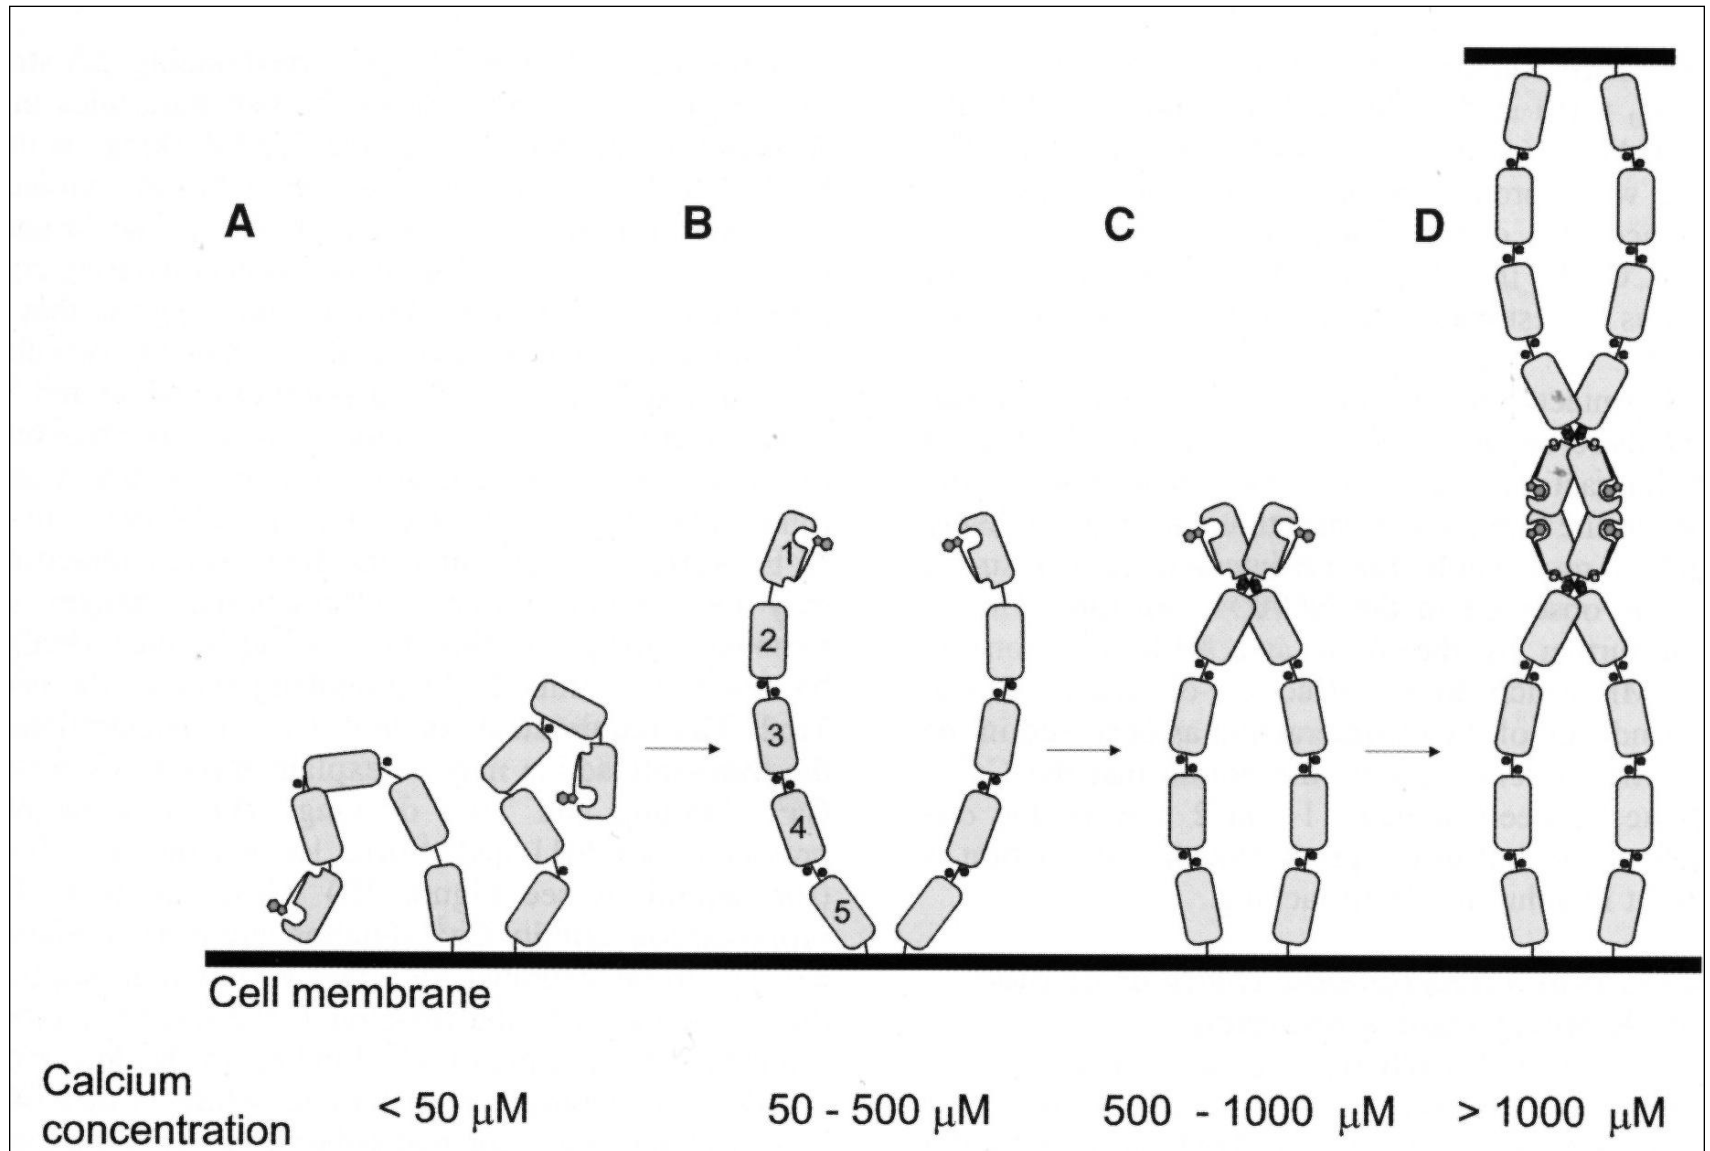 A
B
C
D
1
2
3
4
5
Cell membrane
Calcium
concentration
< 50 μM
50 - 500 μM
500 - 1000 μM
> 1000 μM